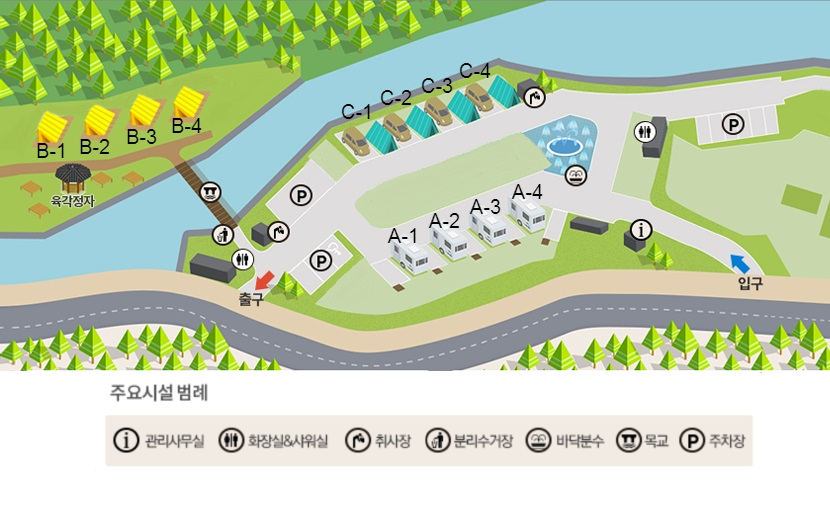 C-4
C-3
C-2
C-1
B-4
B-3
B-2
B-1
P
육각정자
P
A-4
A-3
A-2
A-1
i
P
입구
출구
주요시설 범례
i 관리사무실 화장실&샤워실 취사장 분리수거장 바닥분수 목교 P 주차장